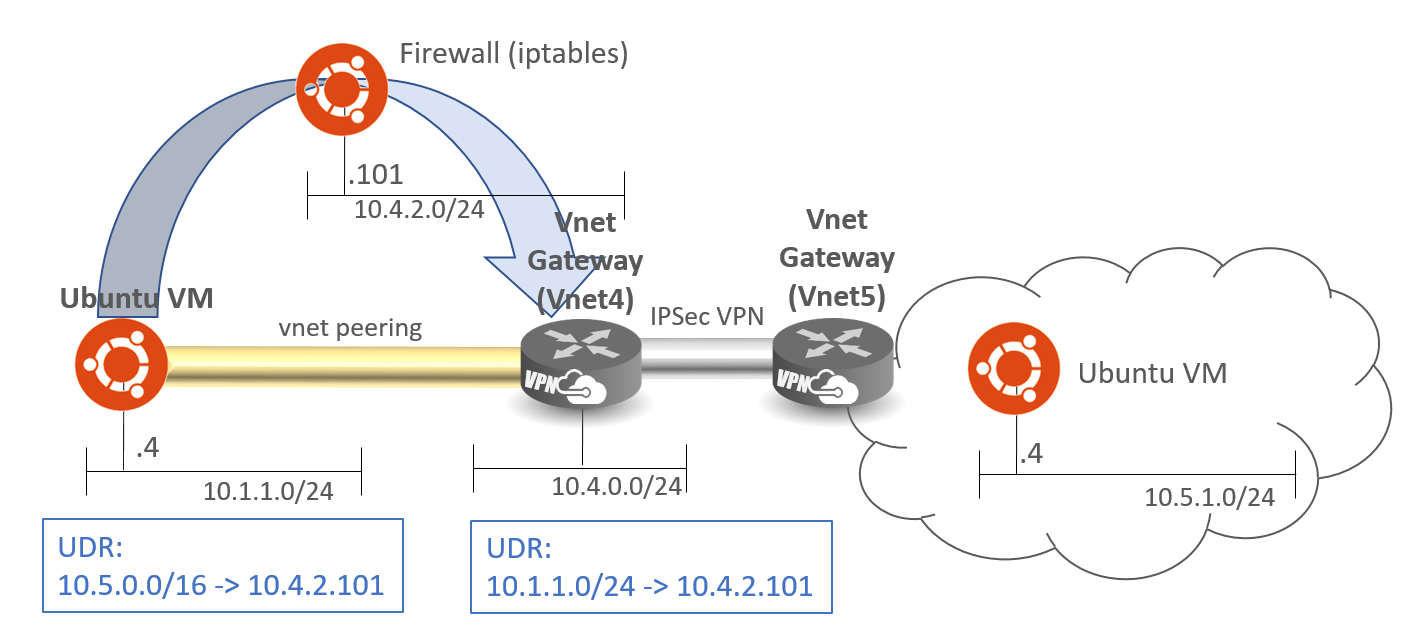 Firewall (iptables)
.101
10.4.2.0/24
Vnet
Gateway
(Vnet4)
Vnet
Gateway
(Vnet5)
Ubuntu VM
vnet peering
IPSec VPN
VPN
VPN
Ubuntu VM
.4
10.1.1.0/24
10.4.0.0/24
.4
10.5.1.0/24
UDR:
10.5.0.0/16 -> 10.4.2.101
UDR:
10.1.1.0/24 -> 10.4.2.101